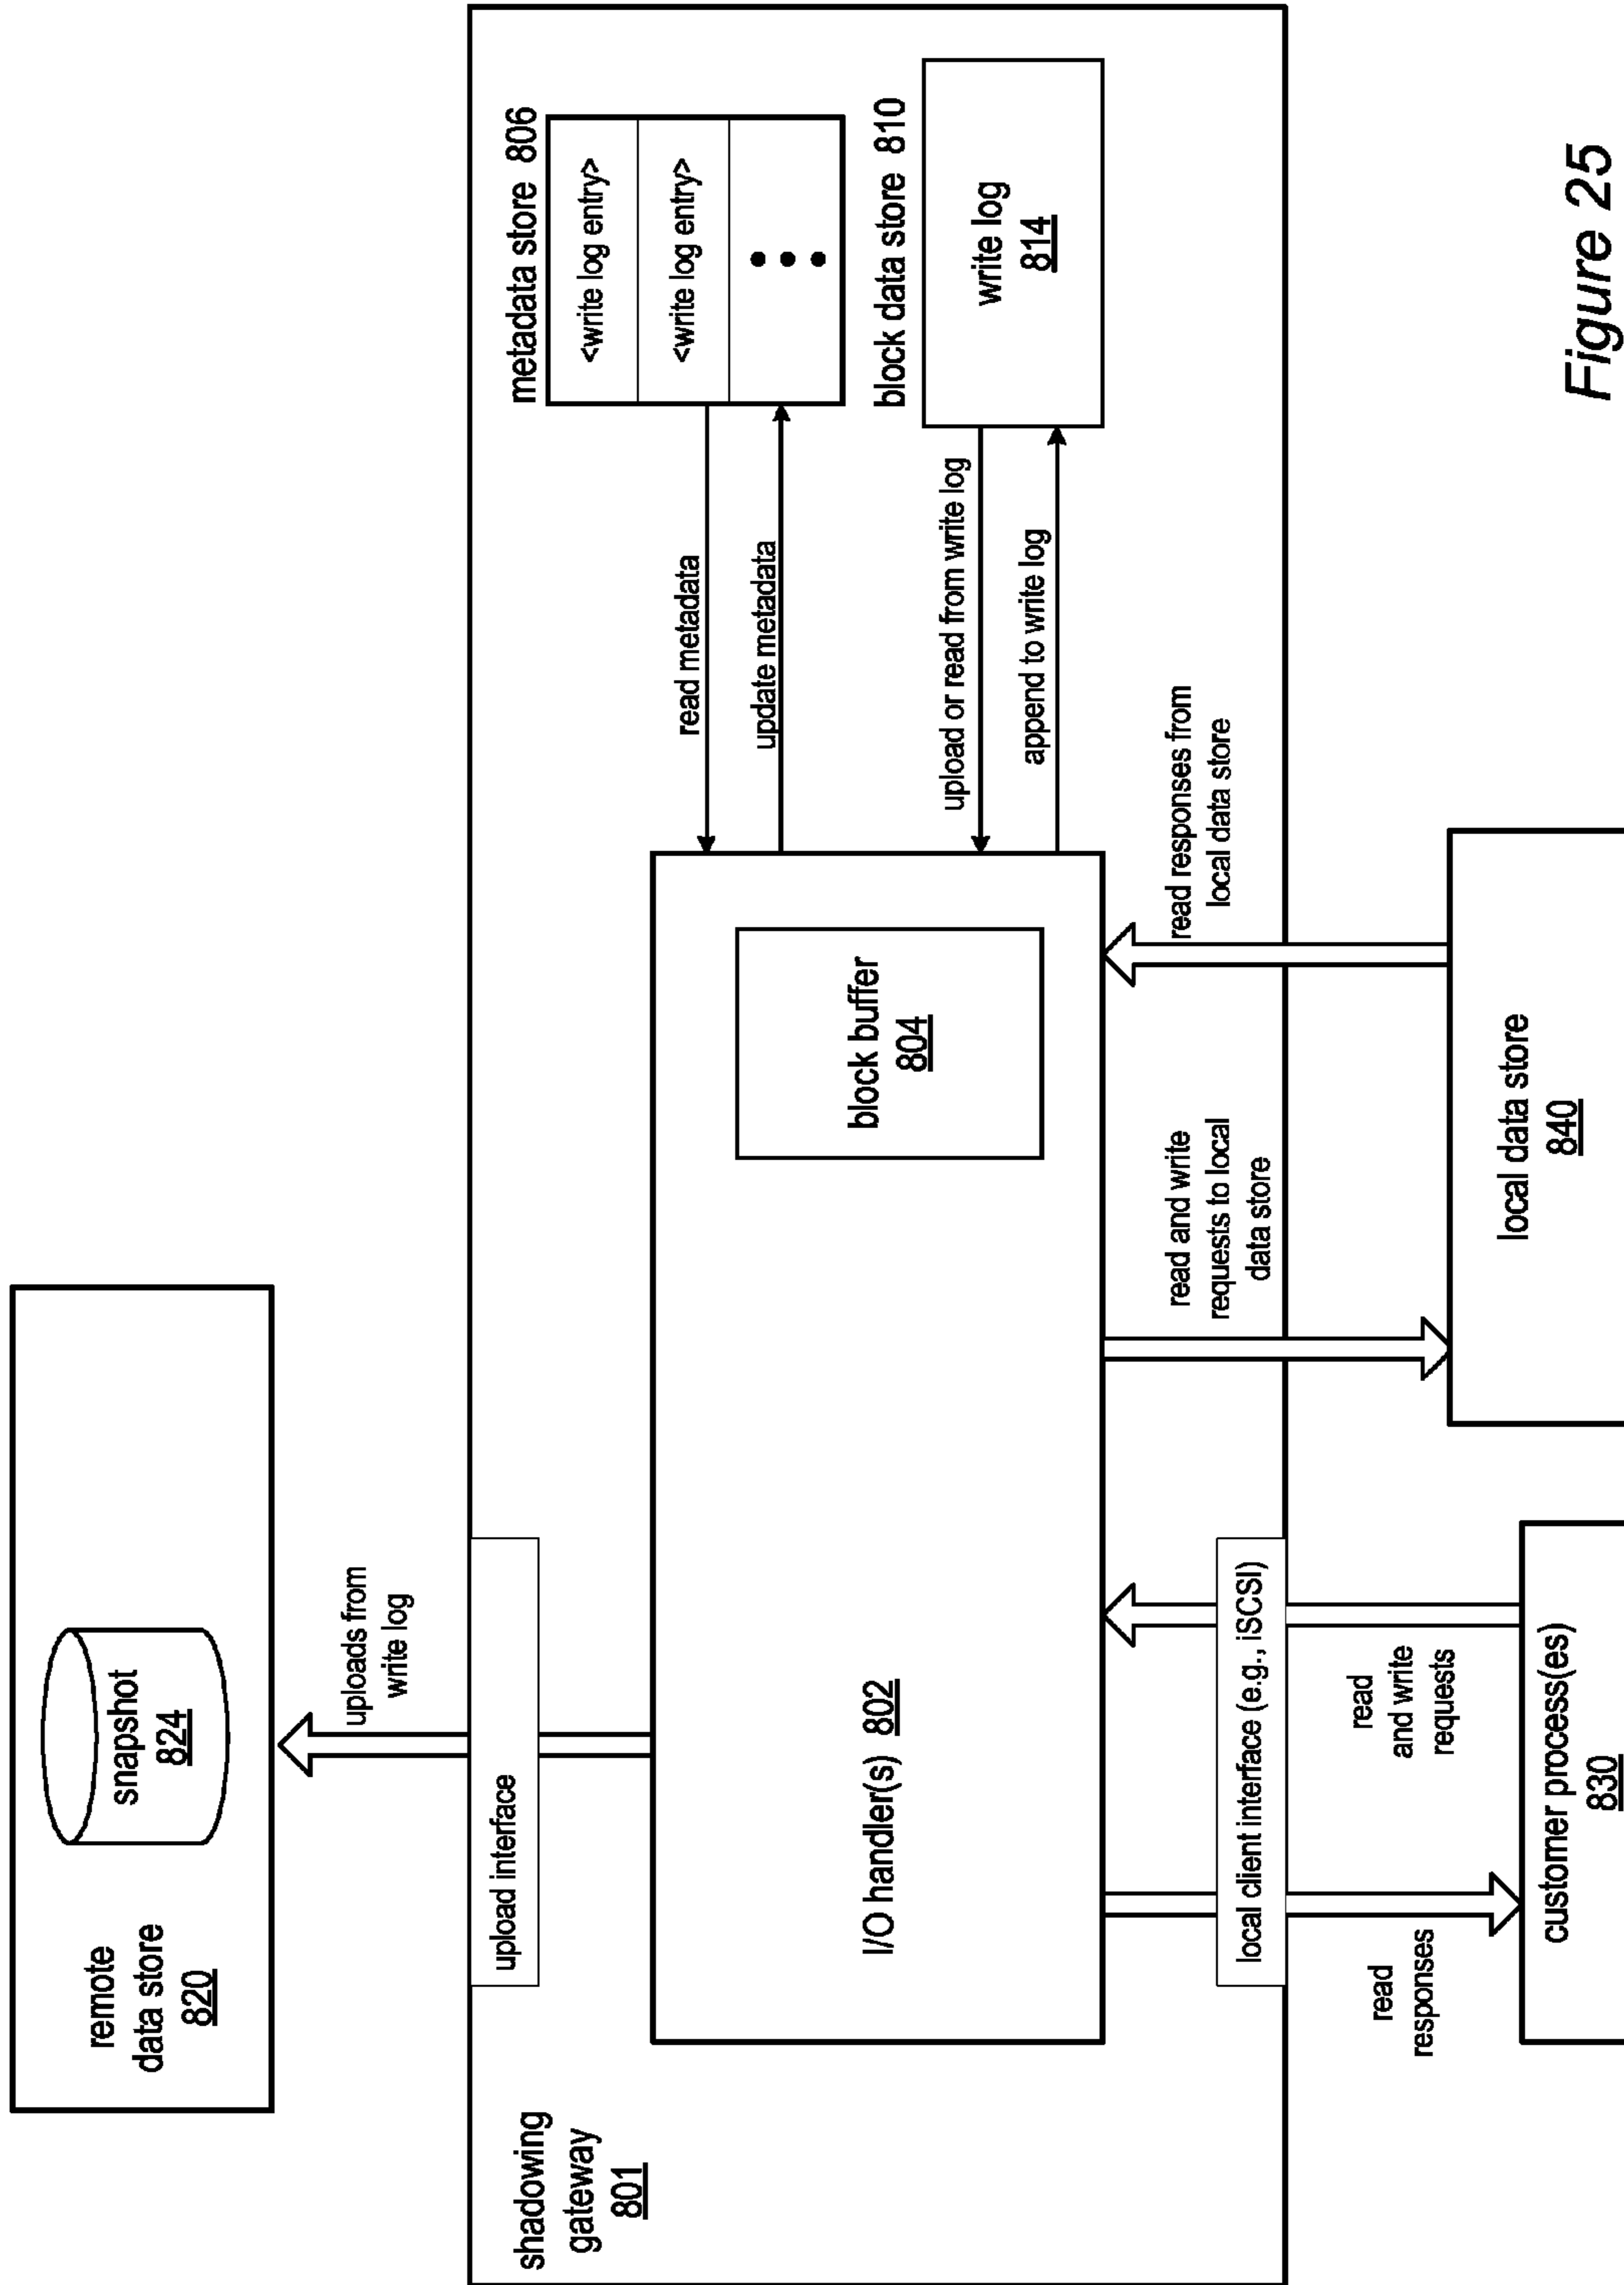 remote
data store
820
snapshot
824
uploads from
write log
shadowing
gateway
801
upload interface
metadata store 806
<write log entry>
<write log entry>
read metadata
update metadata
I/O handler(s) 802
block buffer
804
block data store 810
write log
814
upload or read from write log
append to write log
local client interface (e.g., iSCSI)
read and write
requests to local
data store
read responses from
local data store
read
responses
read
and write
requests
customer process(es)
830
local data store
840
Figure 25